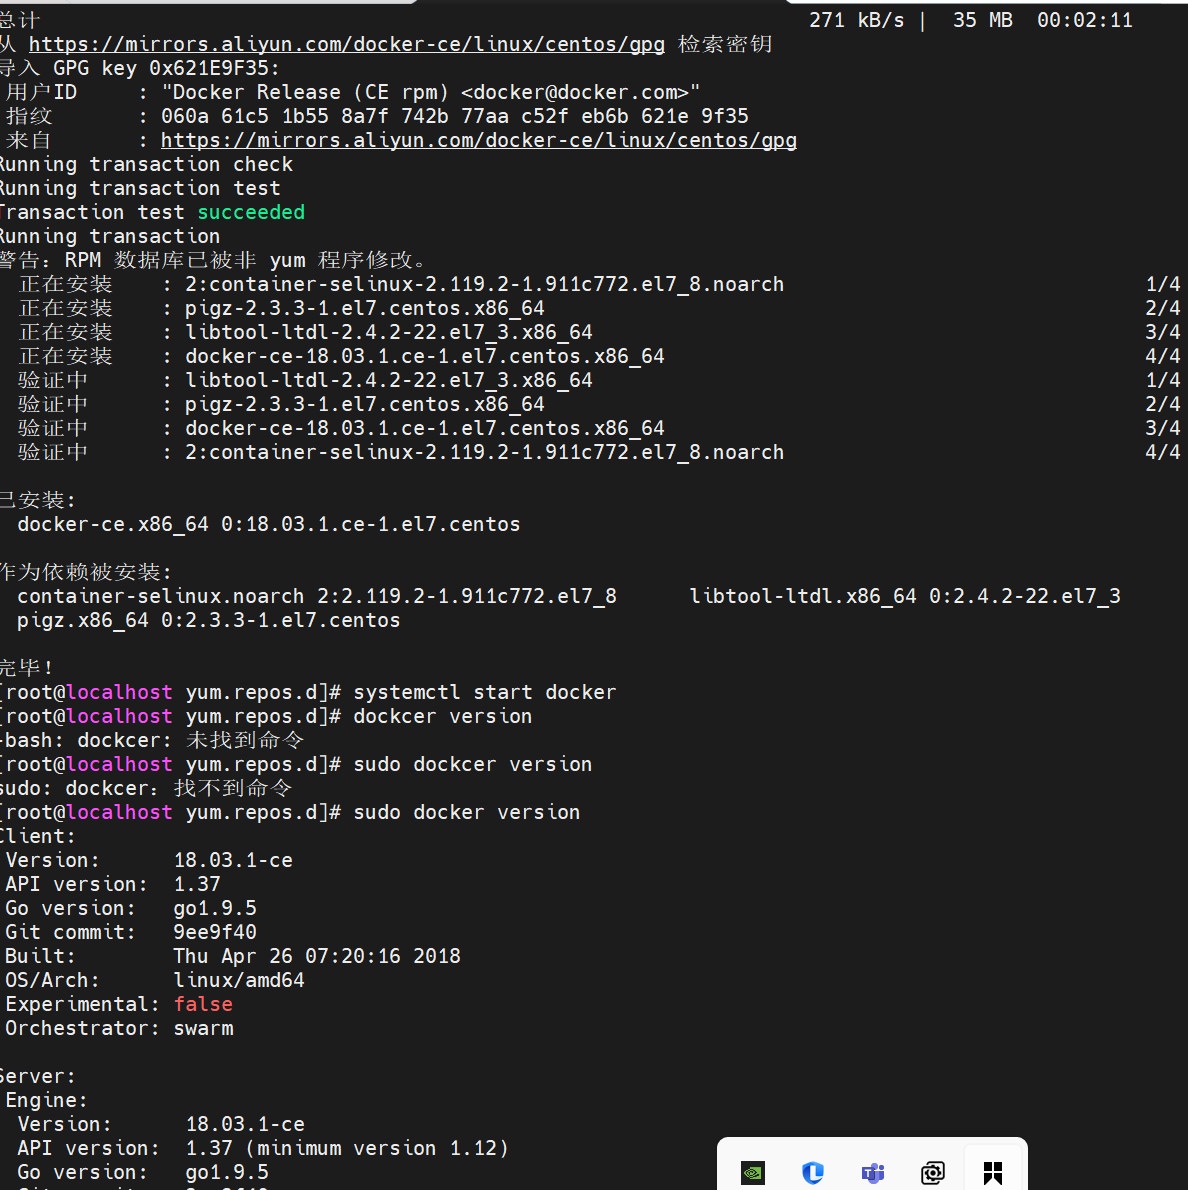 总计 271 kB/s | 35 MB 00:02:11
从 https://mirrors.aliyun.com/docker-ce/linux/centos/gpg 检索密钥
导入 GPG key 0x621E9F35:
用户ID : "Docker Release (CE rpm) <docker@docker.com>"
指纹 : 060a 61c5 1b55 8a7f 742b 77aa c52f eb6b 621e 9f35
来自 : https://mirrors.aliyun.com/docker-ce/linux/centos/gpg
Running transaction check
Running transaction test
Transaction test succeeded
Running transaction
警告：RPM 数据库已被非 yum 程序修改。
正在安装 : 2:container-selinux-2.119.2-1.911c772.el7_8.noarch 1/4
正在安装 : pigz-2.3.3-1.el7.centos.x86_64 2/4
正在安装 : libtool-ltdl-2.4.2-22.el7_3.x86_64 3/4
正在安装 : docker-ce-18.03.1.ce-1.el7.centos.x86_64 4/4
验证中 : libtool-ltdl-2.4.2-22.el7_3.x86_64 1/4
验证中 : pigz-2.3.3-1.el7.centos.x86_64 2/4
验证中 : docker-ce-18.03.1.ce-1.el7.centos.x86_64 3/4
验证中 : 2:container-selinux-2.119.2-1.911c772.el7_8.noarch 4/4
已安装:
docker-ce.x86_64 0:18.03.1.ce-1.el7.centos
作为依赖被安装:
container-selinux.noarch 2:2.119.2-1.911c772.el7_8 libtool-ltdl.x86_64 0:2.4.2-22.el7_3
pigz.x86_64 0:2.3.3-1.el7.centos
完毕！
[root@localhost yum.repos.d]# systemctl start docker
[root@localhost yum.repos.d]# dockcer version
-bash: dockcer: 未找到命令
[root@localhost yum.repos.d]# sudo dockcer version
sudo: dockcer：找不到命令
[root@localhost yum.repos.d]# sudo docker version
Client:
Version: 18.03.1-ce
API version: 1.37
Go version: go1.9.5
Git commit: 9ee9f40
Built: Thu Apr 26 07:20:16 2018
OS/Arch: linux/amd64
Experimental: false
Orchestrator: swarm
Server:
Engine:
Version: 18.03.1-ce
API version: 1.37 (minimum version 1.12)
Go version: go1.9.5